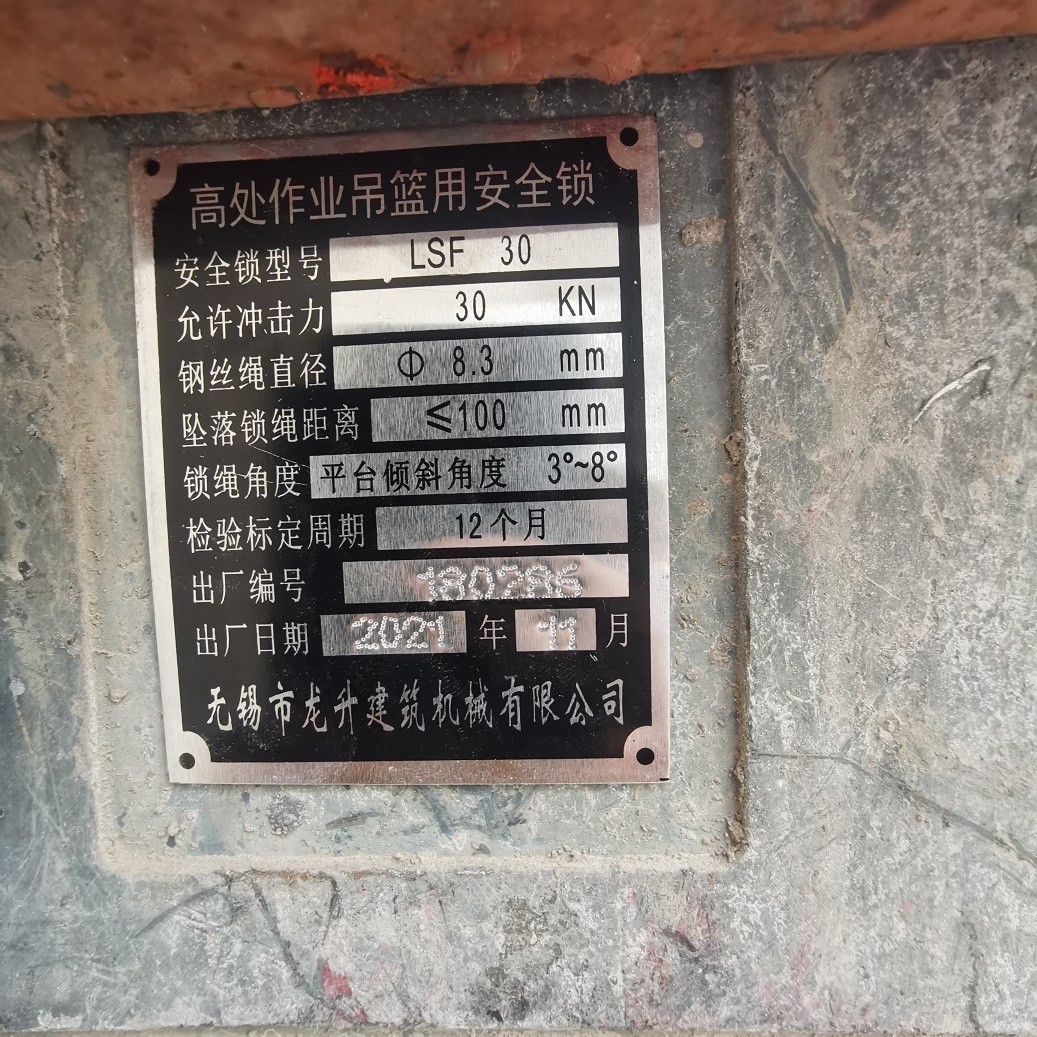 高处作业吊篮用安全锁
安全锁型号 LSF 30
允许冲击力 30 KN
钢丝绳直径 Φ 8.3 mm
坠落锁绳距离 ≤100 mm
锁绳角度 平台倾斜角度 3°~8°
检验标定周期 12个月
出厂编号 180286
出厂日期 2021 年 11 月
无锡市龙升建筑机械有限公司